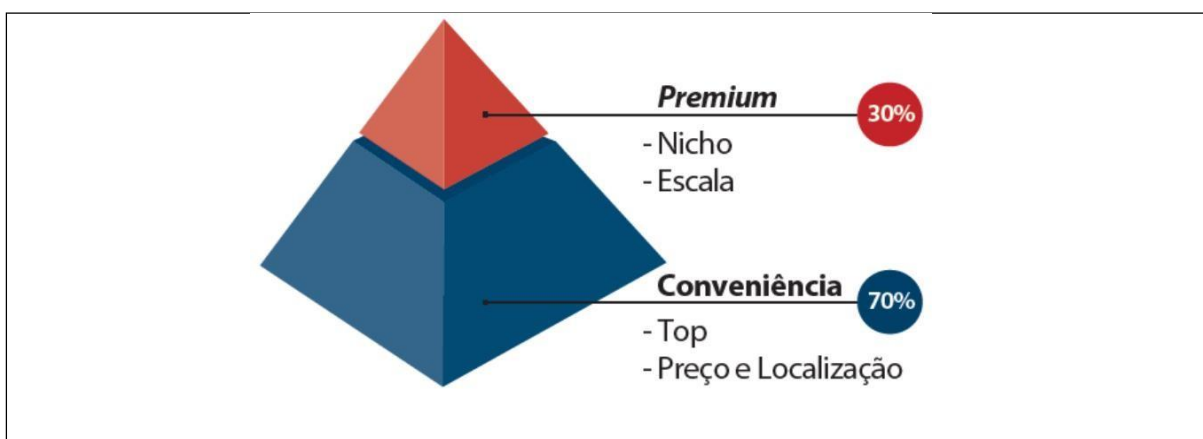 Premium
30%
- Nicho
- Escala
Conveniência
70%
- Top
- Preço e Localização